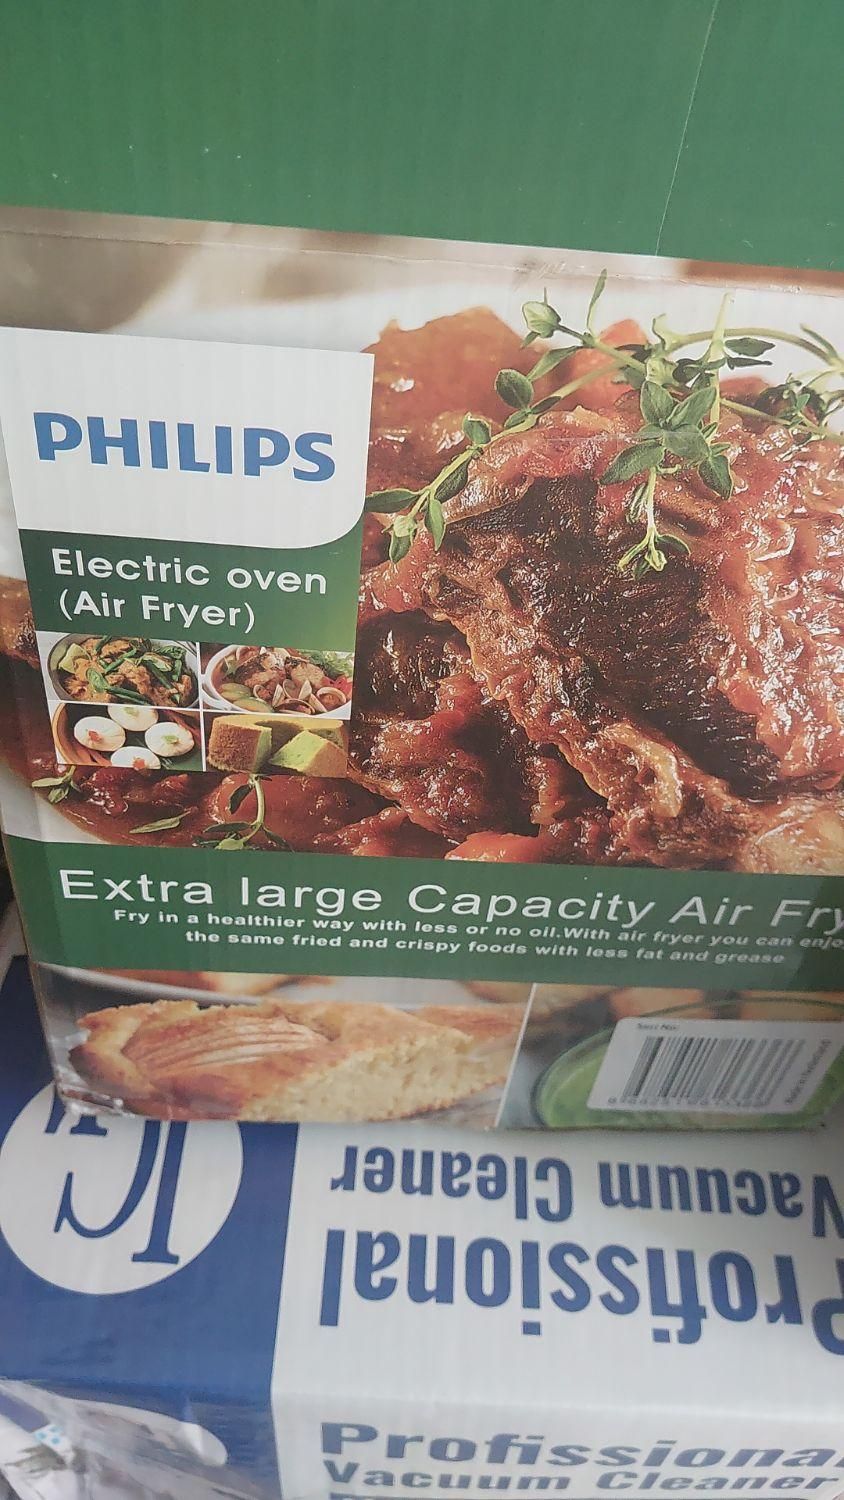 PHILIPS
Electric oven
(Air Fryer)
Extra large Capacity Air Fry
Fry in a healthier way with less or no oil.With air fryer you can enjo
the same fried and crispy foods with less fat and grease
Vacuum Cleaner
Profissional
Profissiona
Vacuum Cleaner